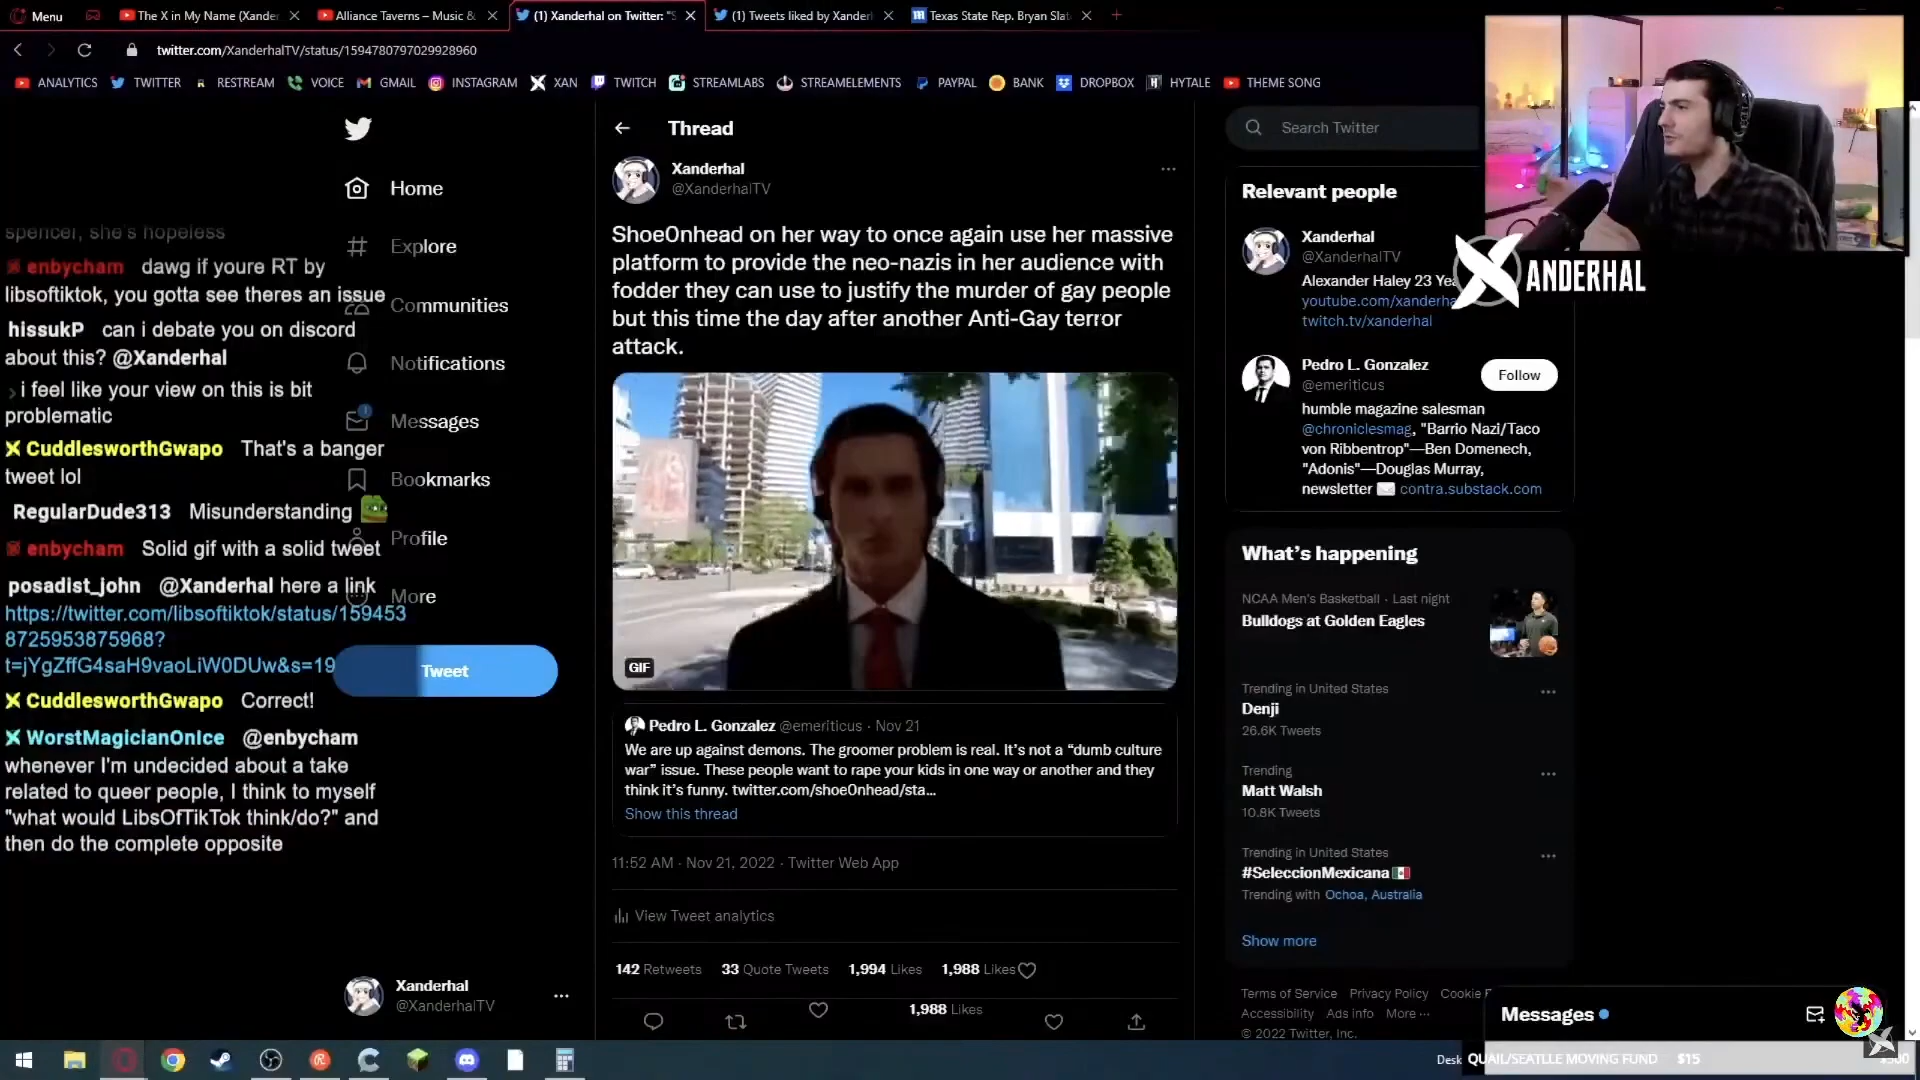 Menu
The X in My Name (Xander
Alliance Taverns – Music &
(1) Xanderhal on Twitter: "S
(1) Tweets liked by Xander
Texas State Rep. Bryan Slat
twitter.com/XanderhalTV/status/1594780797029928960
ANALYTICS
TWITTER
RESTREAM
VOICE
GMAIL
INSTAGRAM
XAN
TWITCH
STREAMLABS
STREAMELEMENTS
PAYPAL
BANK
DROPBOX
HYTALE
THEME SONG
spencer, she's hopeless
enbycham dawg if youre RT by
libsoftiktok, you gotta see theres an issue
hissukP can i debate you on discord
about this? @Xanderhal
i feel like your view on this is bit
problematic
CuddlesworthGwapo That's a banger
tweet lol
RegularDude313 Misunderstanding
enbycham Solid gif with a solid tweet
posadist_john @Xanderhal here a link
https://twitter.com/libsoftiktok/status/159453
8725953875968?
t=jYgZffG4saH9vaoLiW0DUw&s=19
CuddlesworthGwapo Correct!
WorstMagicianOnIce @enbycham
whenever I'm undecided about a take
related to queer people, I think to myself
"what would LibsOfTikTok think/do?" and
then do the complete opposite
Home
Explore
Communities
Notifications
Messages
1
Bookmarks
Profile
More
Tweet
Xanderhal
@XanderhalTV
Thread
Xanderhal
@XanderhalTV
Shoe0nhead on her way to once again use her massive
platform to provide the neo-nazis in her audience with
fodder they can use to justify the murder of gay people
but this time the day after another Anti-Gay terror
attack.
GIF
Pedro L. Gonzalez @emeriticus · Nov 21
We are up against demons. The groomer problem is real. It's not a “dumb culture
war” issue. These people want to rape your kids in one way or another and they
think it's funny. twitter.com/shoe0nhead/sta…
Show this thread
11:52 AM · Nov 21, 2022 · Twitter Web App
View Tweet analytics
142 Retweets 33 Quote Tweets 1,994 Likes 1,988 Likes
1,988 Likes
Search Twitter
Relevant people
Xanderhal
@XanderhalTV
Alexander Haley 23 Yea
youtube.com/xanderha
twitch.tv/xanderhal
Pedro L. Gonzalez
@emeriticus
Follow
humble magazine salesman
@chroniclesmag, "Barrio Nazi/Taco
von Ribbentrop"—Ben Domenech,
"Adonis"—Douglas Murray,
newsletter contra.substack.com
What's happening
NCAA Men's Basketball · Last night
Bulldogs at Golden Eagles
Trending in United States
Denji
26.6K Tweets
Trending
Matt Walsh
10.8K Tweets
Trending in United States
#SeleccionMexicana
Trending with Ochoa, Australia
Show more
Terms of Service Privacy Policy Cookie P
Accessibility Ads info More ···
© 2022 Twitter, Inc.
XANDERHAL
Messages
Desk
QUAIL/SEATLLE MOVING FUND $15
$500